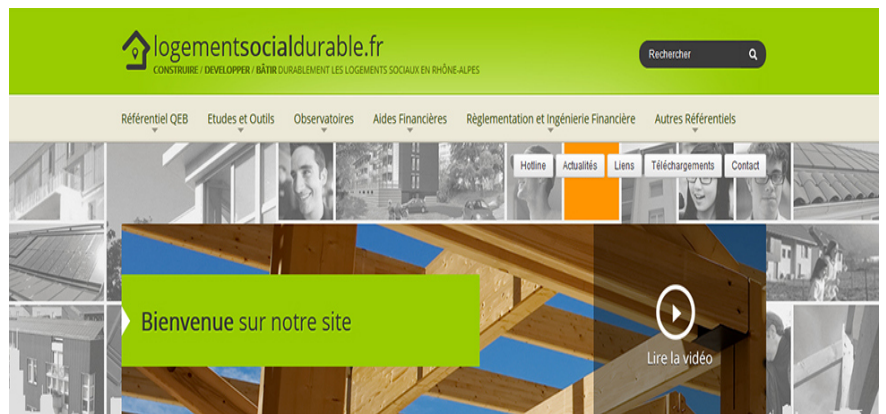 logementsocialdurable.fr
CONSTRUIRE / DEVELOPPER / BÂTIR DURABLEMENT LES LOGEMENTS SOCIAUX EN RHÔNE-ALPES
Rechercher
Référentiel QEB Etudes et Outils Observatoires Aides Financières Règlementation et Ingénierie Financière Autres Référentiels
Hotline Actualités Liens Téléchargements Contact
Bienvenue sur notre site
Lire la vidéo